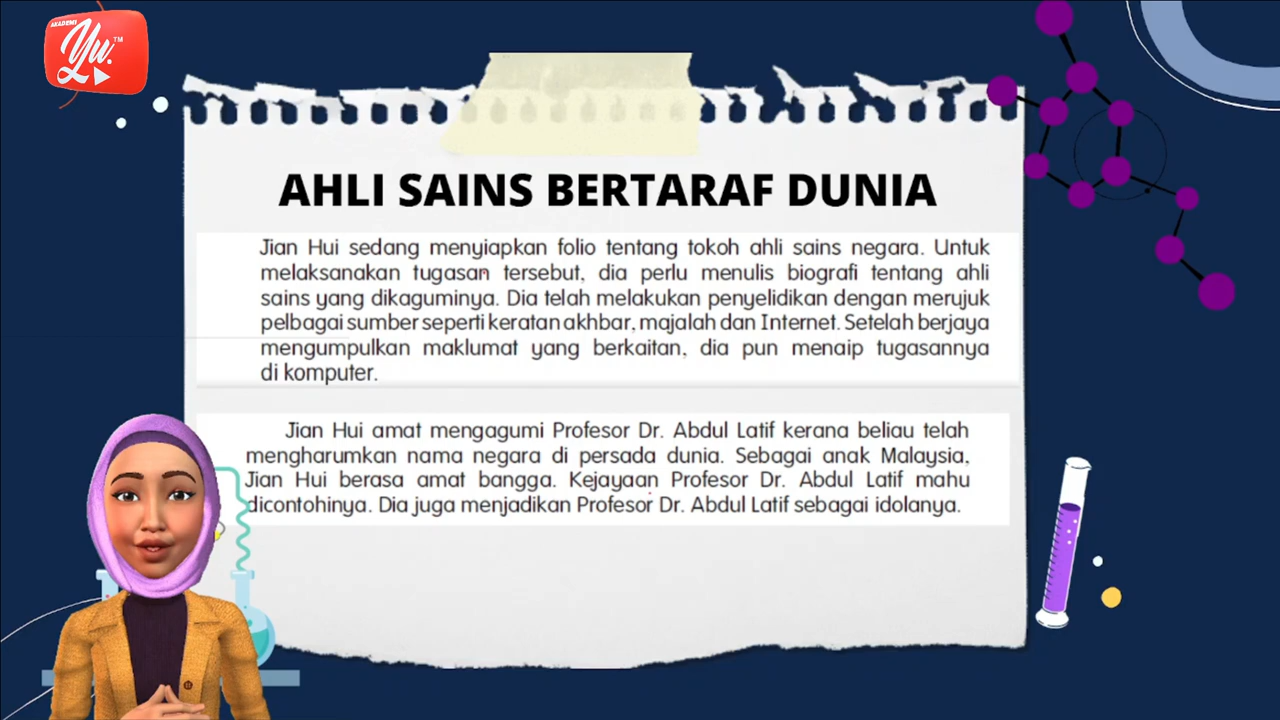 AKADEMI
Yu.
TM
AHLI SAINS BERTARAF DUNIA
Jian Hui sedang menyiapkan folio tentang tokoh ahli sains negara. Untuk
melaksanakan tugasan tersebut, dia perlu menulis biografi tentang ahli
sains yang dikaguminya. Dia telah melakukan penyelidikan dengan merujuk
pelbagai sumber seperti keratan akhbar, majalah dan Internet. Setelah berjaya
mengumpulkan maklumat yang berkaitan, dia pun menaip tugasannya
di komputer.
Jian Hui amat mengagumi Profesor Dr. Abdul Latif kerana beliau telah
mengharumkan nama negara di persada dunia. Sebagai anak Malaysia,
Jian Hui berasa amat bangga. Kejayaan Profesor Dr. Abdul Latif mahu
dicontohinya. Dia juga menjadikan Profesor Dr. Abdul Latif sebagai idolanya.